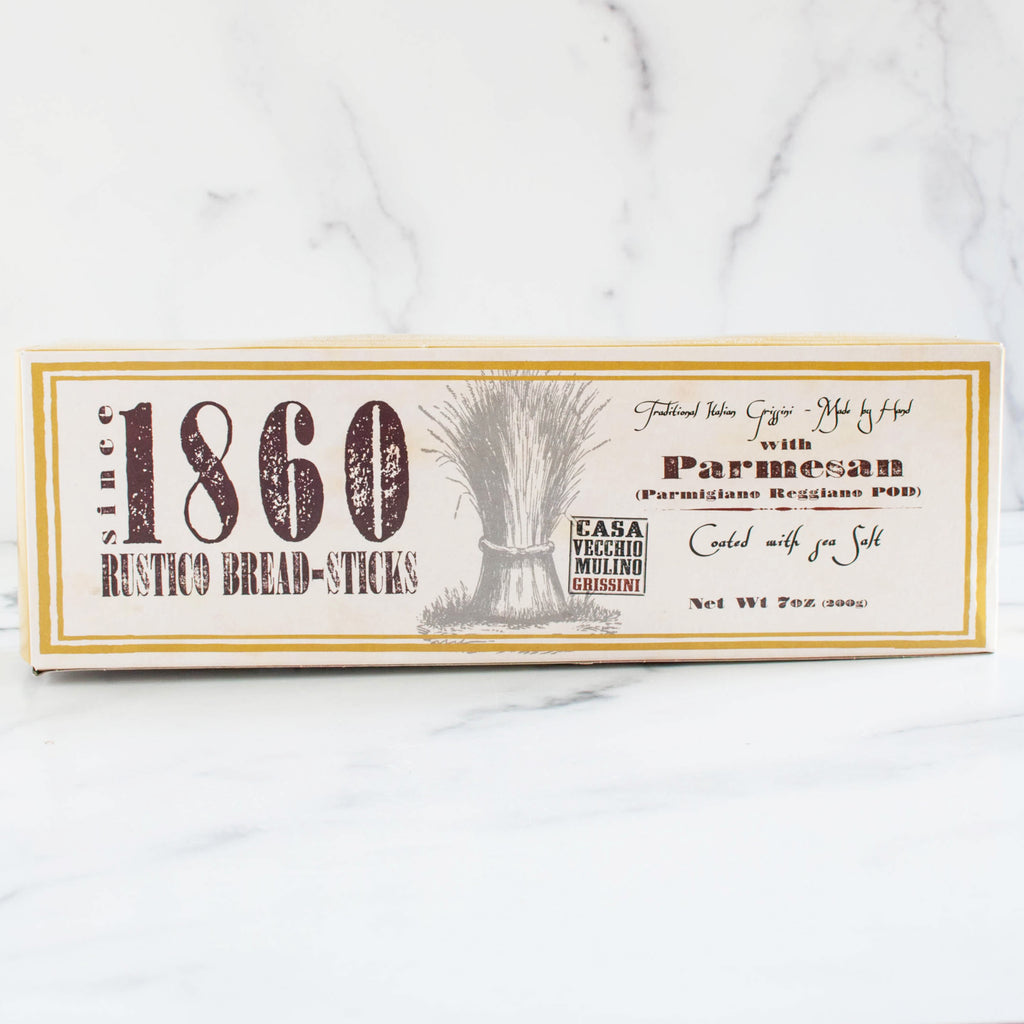 since
1860
RUSTICO BREAD-STICKS
CASA
VECCHIO
MULINO
GRISSINI
Traditional Italian Grissini - Made by Hand
with
Parmesan
(Parmigiano Reggiano POD)
Coated with sea Salt
Net Wt 7oz (200g)